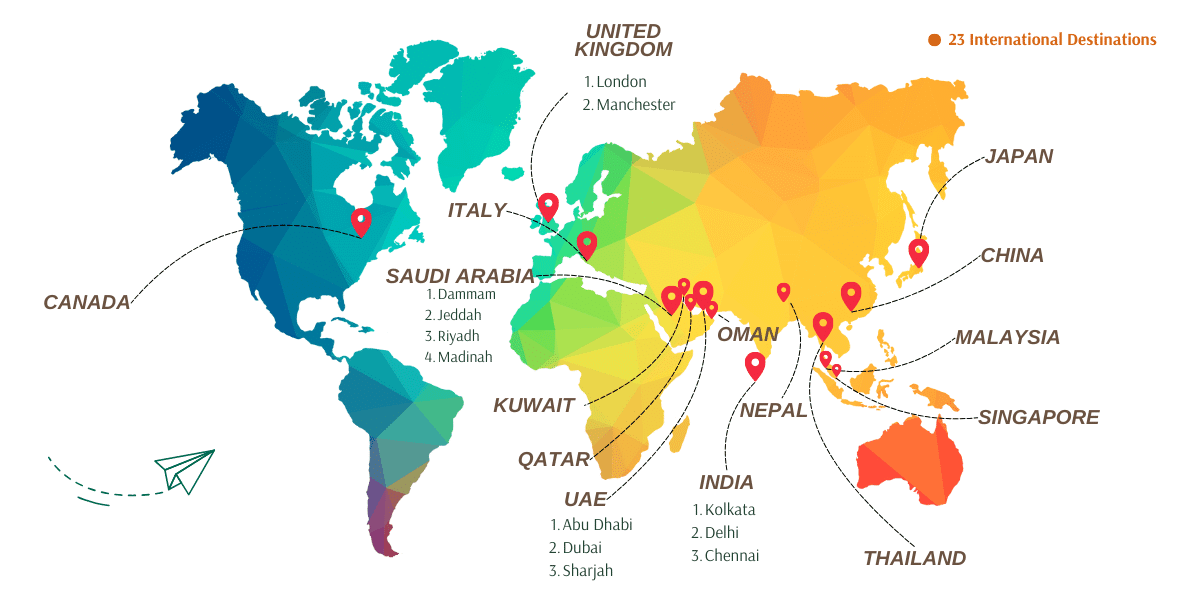 UNITED
KINGDOM
1. London
2. Manchester
23 International Destinations
JAPAN
ITALY
CHINA
SAUDI ARABIA
1. Dammam
2. Jeddah
3. Riyadh
4. Madinah
CANADA
OMAN
MALAYSIA
KUWAIT
NEPAL
SINGAPORE
QATAR
INDIA
1. Kolkata
2. Delhi
3. Chennai
UAE
1. Abu Dhabi
2. Dubai
3. Sharjah
THAILAND